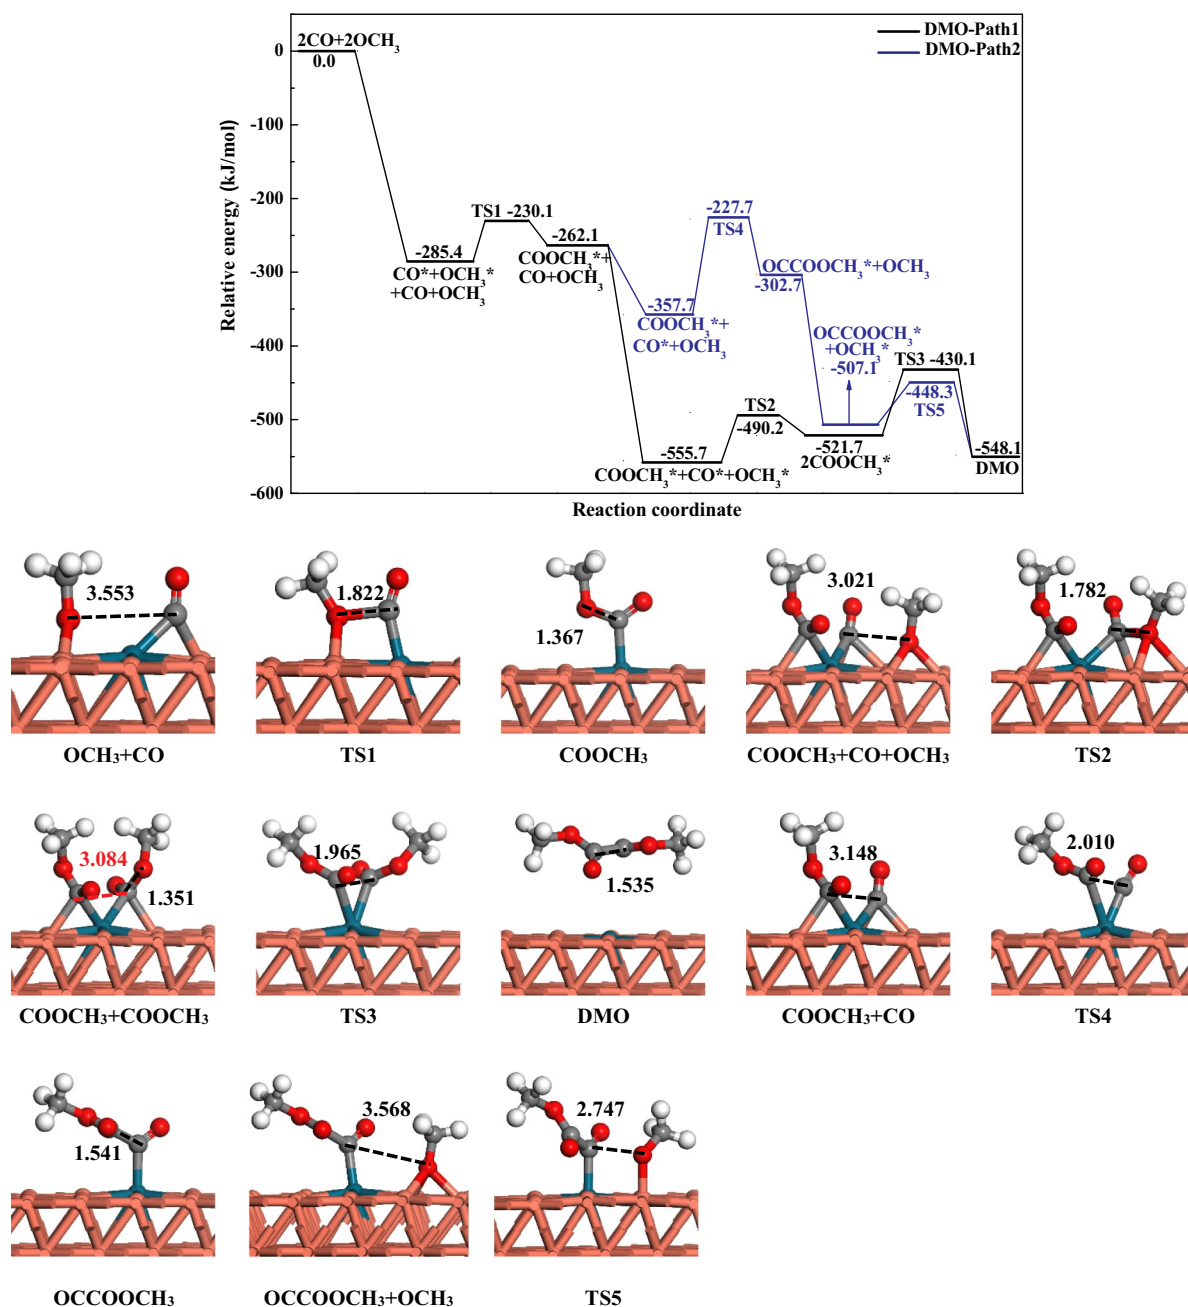 DMO-Path1
DMO-Path2
Relative energy (kJ/mol)
0
-100
-200
-300
-400
-500
-600
2CO+2OCH₃
0.0
-285.4
CO*+OCH₃*
+CO+OCH₃
TS1 -230.1
-262.1
COOCH₃*+
CO+OCH₃
-357.7
COOCH₃*+
CO*+OCH₃
-227.7
TS4
OCCOOCH₃*+OCH₃
-302.7
OCCOOCH₃*
+OCH₃*
-507.1
TS3 -430.1
-448.3
TS5
-555.7
COOCH₃*+CO*+OCH₃*
TS2
-490.2
-521.7
2COOCH₃*
-548.1
DMO
Reaction coordinate
3.553
1.822
1.367
3.021
1.782
OCH₃+CO
TS1
COOCH₃
COOCH₃+CO+OCH₃
TS2
3.084
1.351
1.965
1.535
3.148
2.010
COOCH₃+COOCH₃
TS3
DMO
COOCH₃+CO
TS4
1.541
3.568
2.747
OCCOOCH₃
OCCOOCH₃+OCH₃
TS5